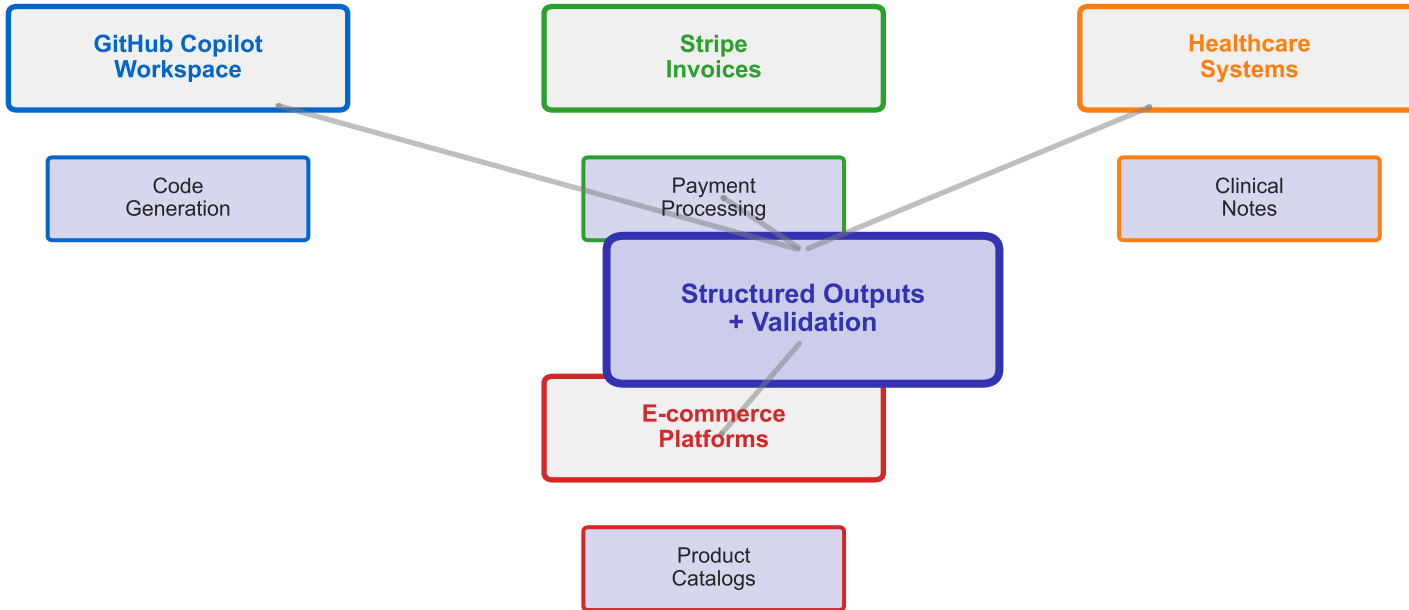 GitHub Copilot
Workspace
Stripe
Invoices
Healthcare
Systems
Code
Generation
Payment
Processing
Clinical
Notes
Structured Outputs
+ Validation
E-commerce
Platforms
Product
Catalogs